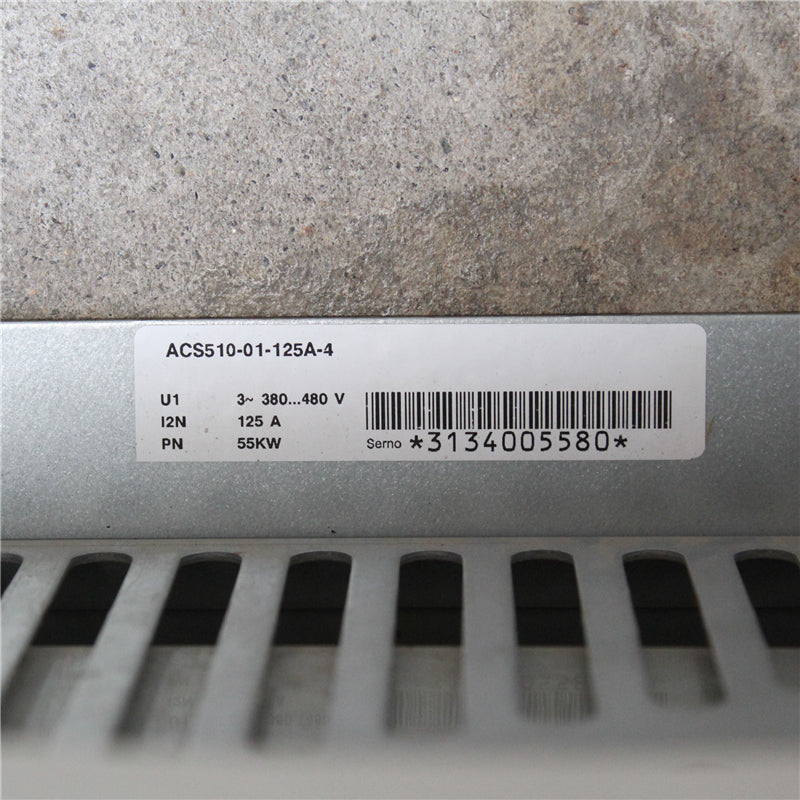 ACS510-01-125A-4
U1 3~ 380...480 V
I2N 125 A
PN 55KW
Serno *3134005580*